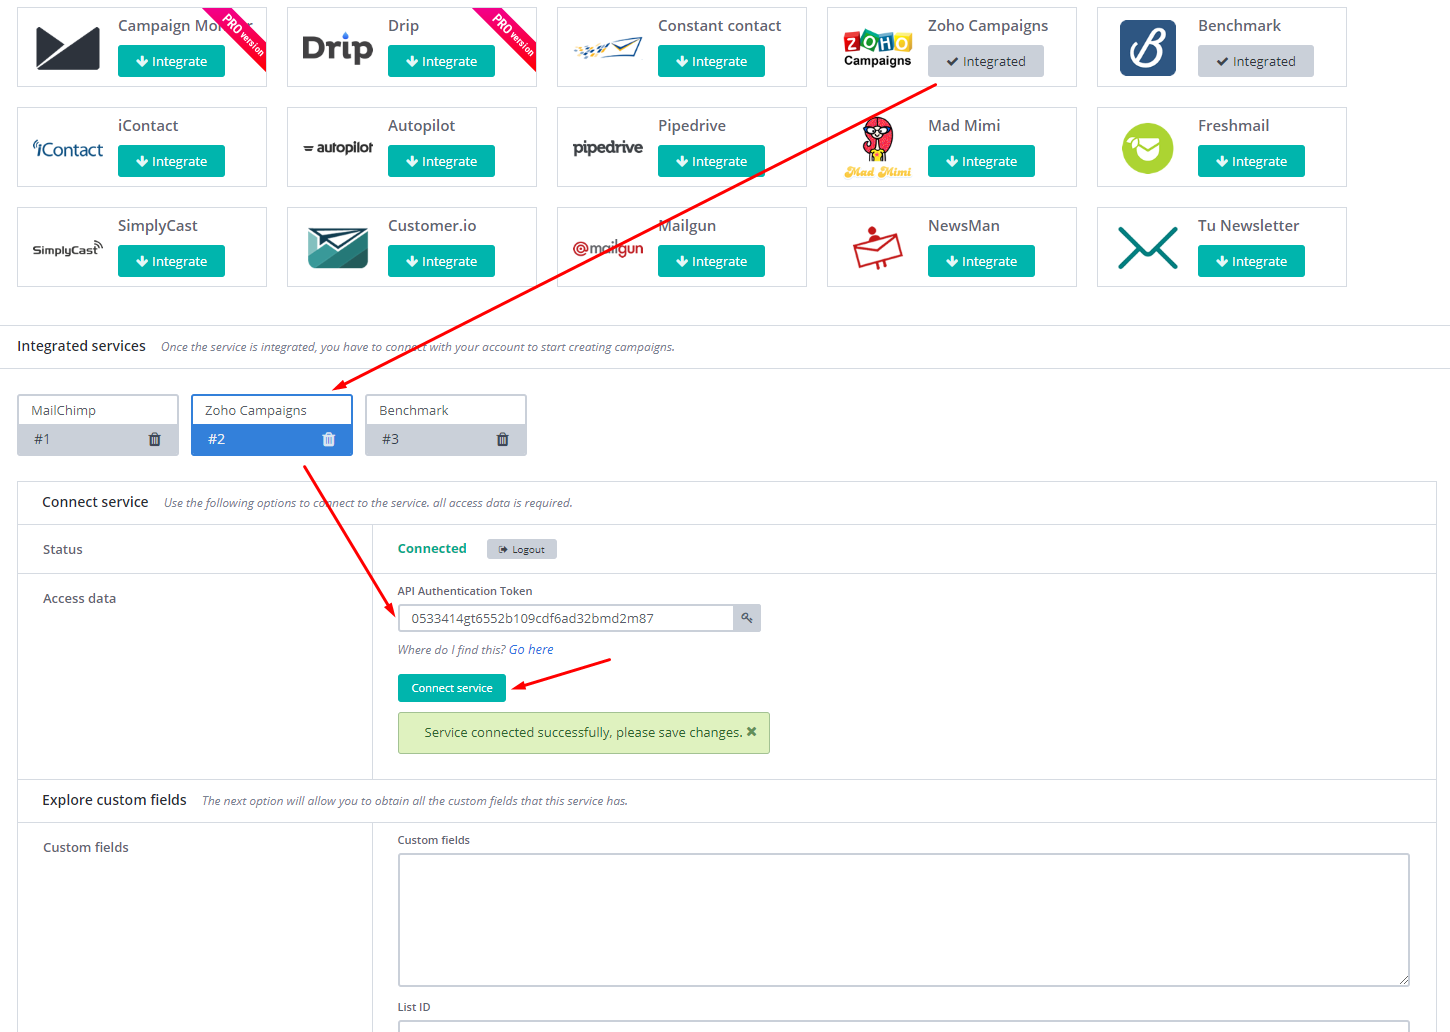 Campaign Mo
PRO version
Integrate
Drip
Drip
PRO version
Integrate
Constant contact
Integrate
ZOHO
Campaigns
Zoho Campaigns
Integrated
B
Benchmark
Integrated
iContact
iContact
Integrate
autopilot
Autopilot
Integrate
pipedrive
Pipedrive
Integrate
Mad Mimi
Mad Mimi
Integrate
Freshmail
Integrate
SimplyCast
SimplyCast
Integrate
Customer.io
Integrate
@mailgun
Mailgun
Integrate
NewsMan
Integrate
Tu Newsletter
Integrate
Integrated services Once the service is integrated, you have to connect with your account to start creating campaigns.
MailChimp
#1
Zoho Campaigns
#2
Benchmark
#3
Connect service Use the following options to connect to the service. all access data is required.
Status
Connected Logout
Access data
API Authentication Token
0533414gt6552b109cdf6ad32bmd2m87
Where do I find this? Go here
Connect service
Service connected successfully, please save changes.
Explore custom fields The next option will allow you to obtain all the custom fields that this service has.
Custom fields
Custom fields
List ID